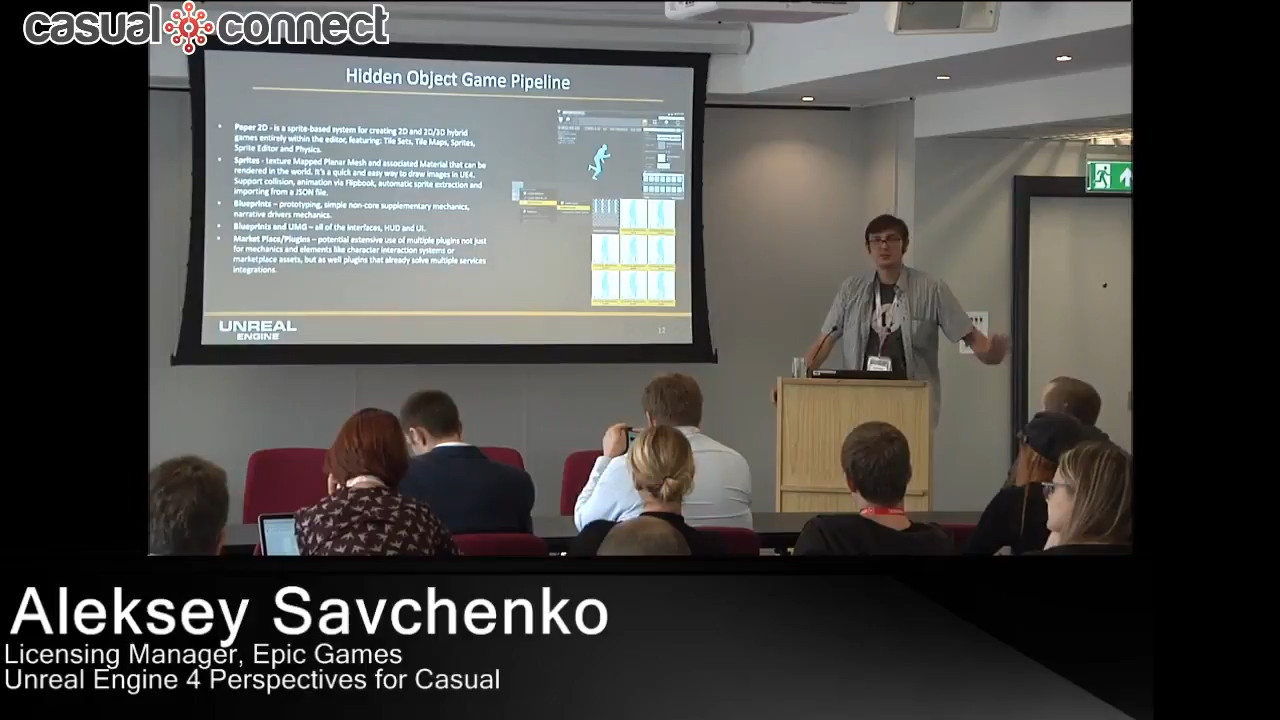 casual connect
Hidden Object Game Pipeline
Paper 2D - is a sprite-based system for creating 2D and 2D/3D hybrid
games entirely within the editor, featuring: Tile Sets, Tile Maps, Sprites,
Sprite Editor and Physics.
Sprites - texture Mapped Planar Mesh and associated Material that can be
rendered in the world. It's a quick and easy way to draw images in UE4.
Support collision, animation via Flipbook, automatic sprite extraction and
importing from a JSON file.
Blueprints – prototyping, simple non-core supplementary mechanics,
narrative drivers mechanics.
Blueprints and UMG – all of the interfaces, HUD and UI.
Market Place/Plugins – potential extensive use of multiple plugins not just
for mechanics and elements like character interaction systems or
marketplace assets, but as well plugins that already solve multiple services
integrations.
UNREAL
ENGINE
12
Aleksey Savchenko
Licensing Manager, Epic Games
Unreal Engine 4 Perspectives for Casual